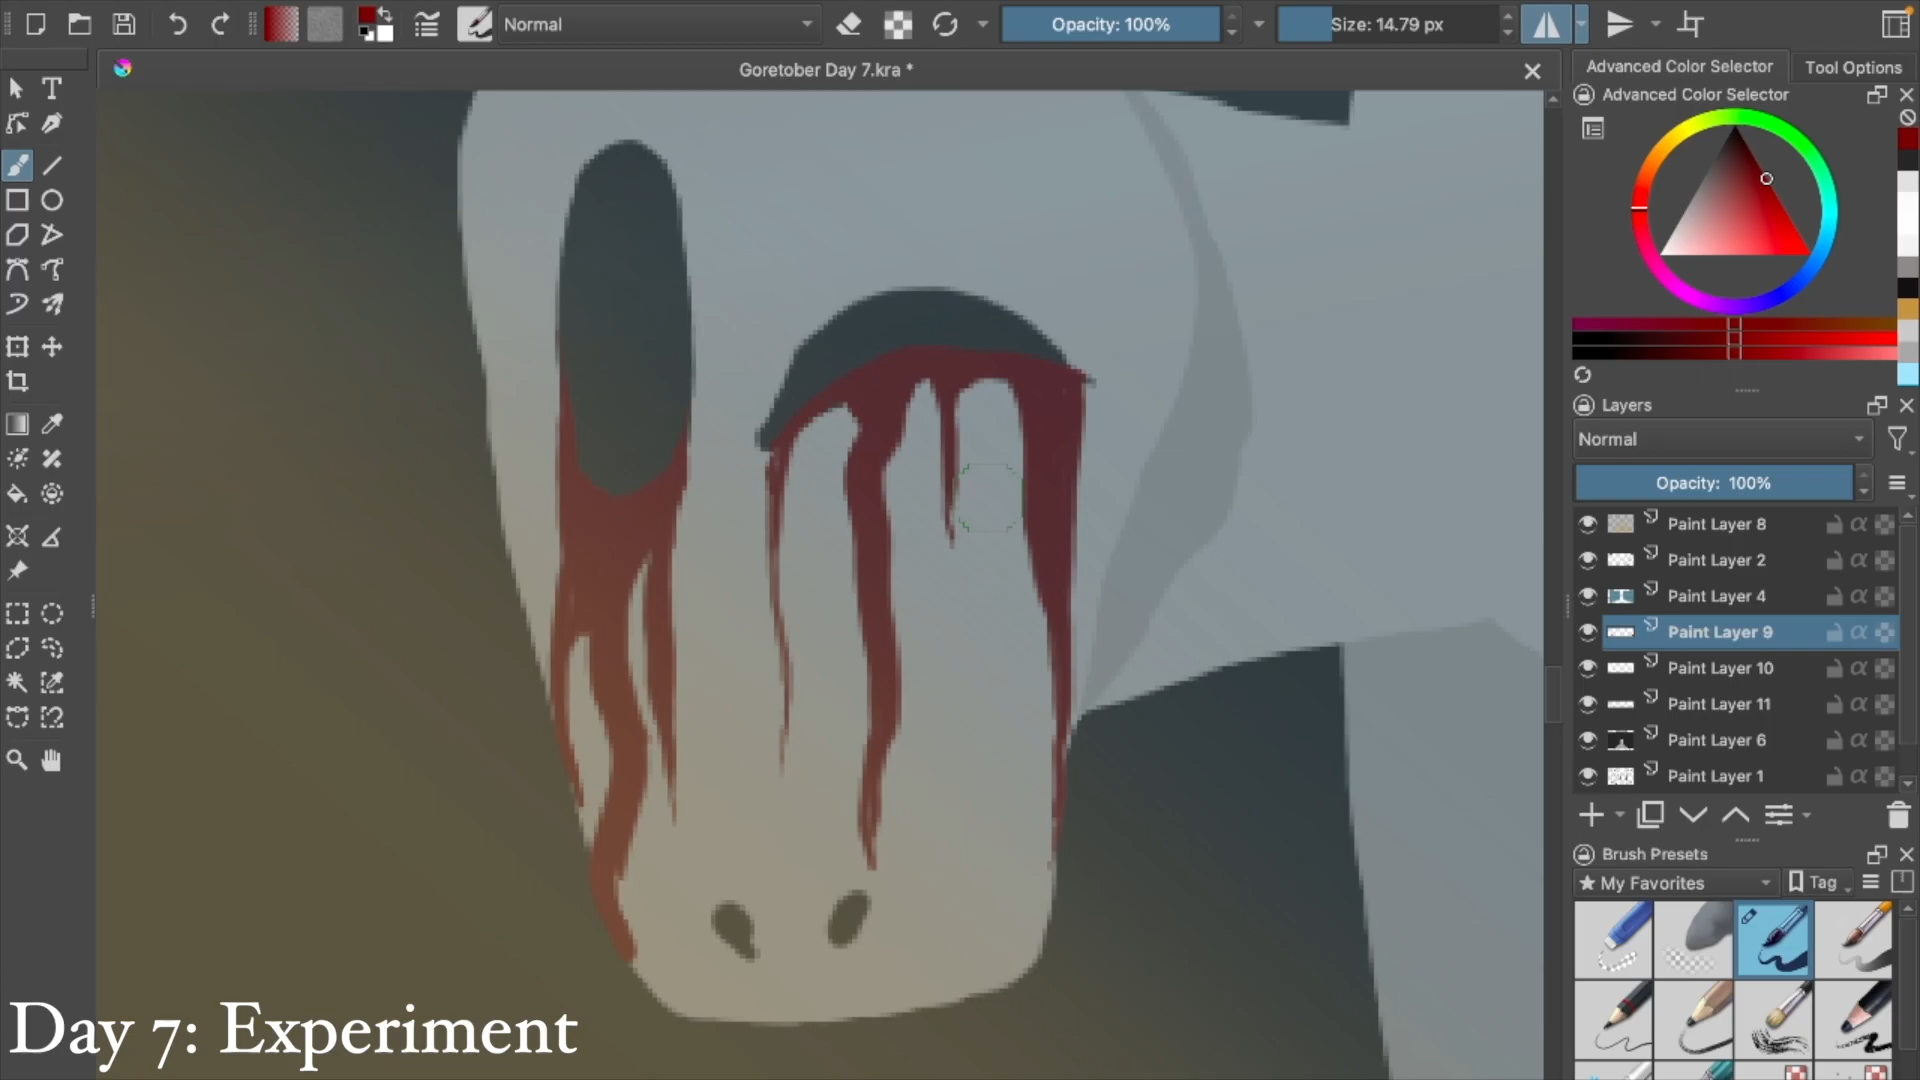 Normal
Opacity: 100%
Size: 14.79 px
Goretober Day 7.kra *
Advanced Color Selector
Tool Options
Advanced Color Selector
Layers
Normal
Opacity: 100%
Paint Layer 8
Paint Layer 2
Paint Layer 4
Paint Layer 9
Paint Layer 10
Paint Layer 11
Paint Layer 6
Paint Layer 1
Brush Presets
★ My Favorites
Tag
Day 7: Experiment